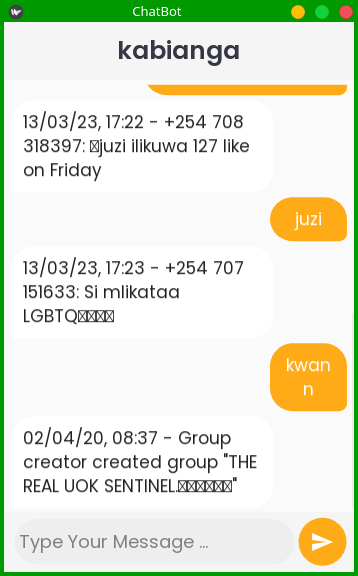 ChatBot
kabianga
13/03/23, 17:22 - +254 708
318397: juzi ilikuwa 127 like
on Friday
juzi
13/03/23, 17:23 - +254 707
151633: Si mlikataa
LGBTQ
kwan
n
02/04/20, 08:37 - Group
creator created group "THE
REAL UOK SENTINEL."
Type Your Message ...